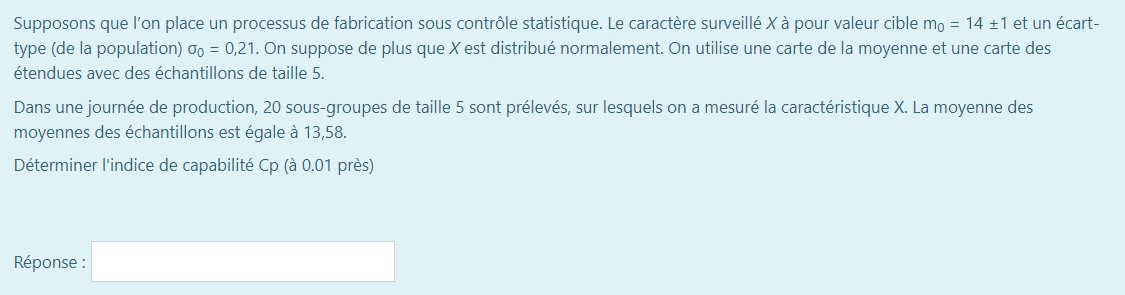 Supposons que l'on place un processus de fabrication sous contrôle statistique. Le caractère surveillé X à pour valeur cible m₀ = 14 ±1 et un écart-
type (de la population) σ₀ = 0,21. On suppose de plus que X est distribué normalement. On utilise une carte de la moyenne et une carte des
étendues avec des échantillons de taille 5.
Dans une journée de production, 20 sous-groupes de taille 5 sont prélevés, sur lesquels on a mesuré la caractéristique X. La moyenne des
moyennes des échantillons est égale à 13,58.
Déterminer l'indice de capabilité Cp (à 0.01 près)
Réponse :